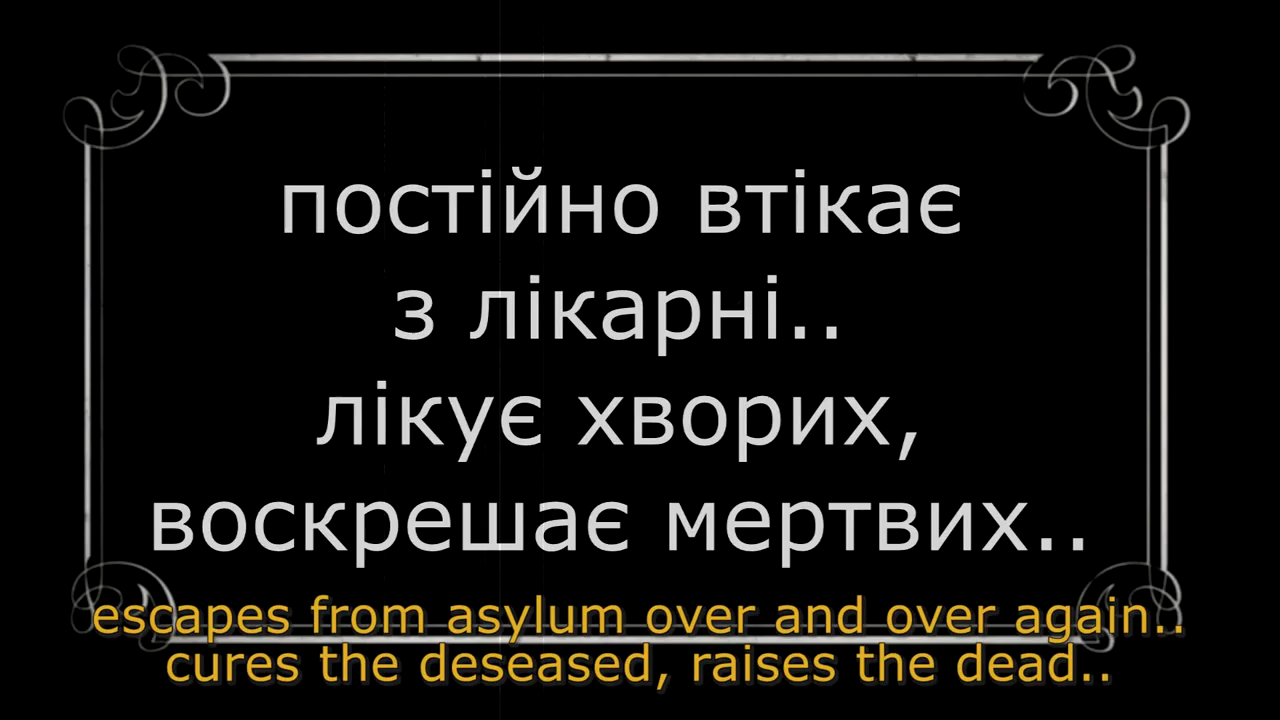 постійно втікає
з лікарні..
лікує хворих,
воскрешає мертвих..
escapes from asylum over and over again..
cures the deseased, raises the dead..